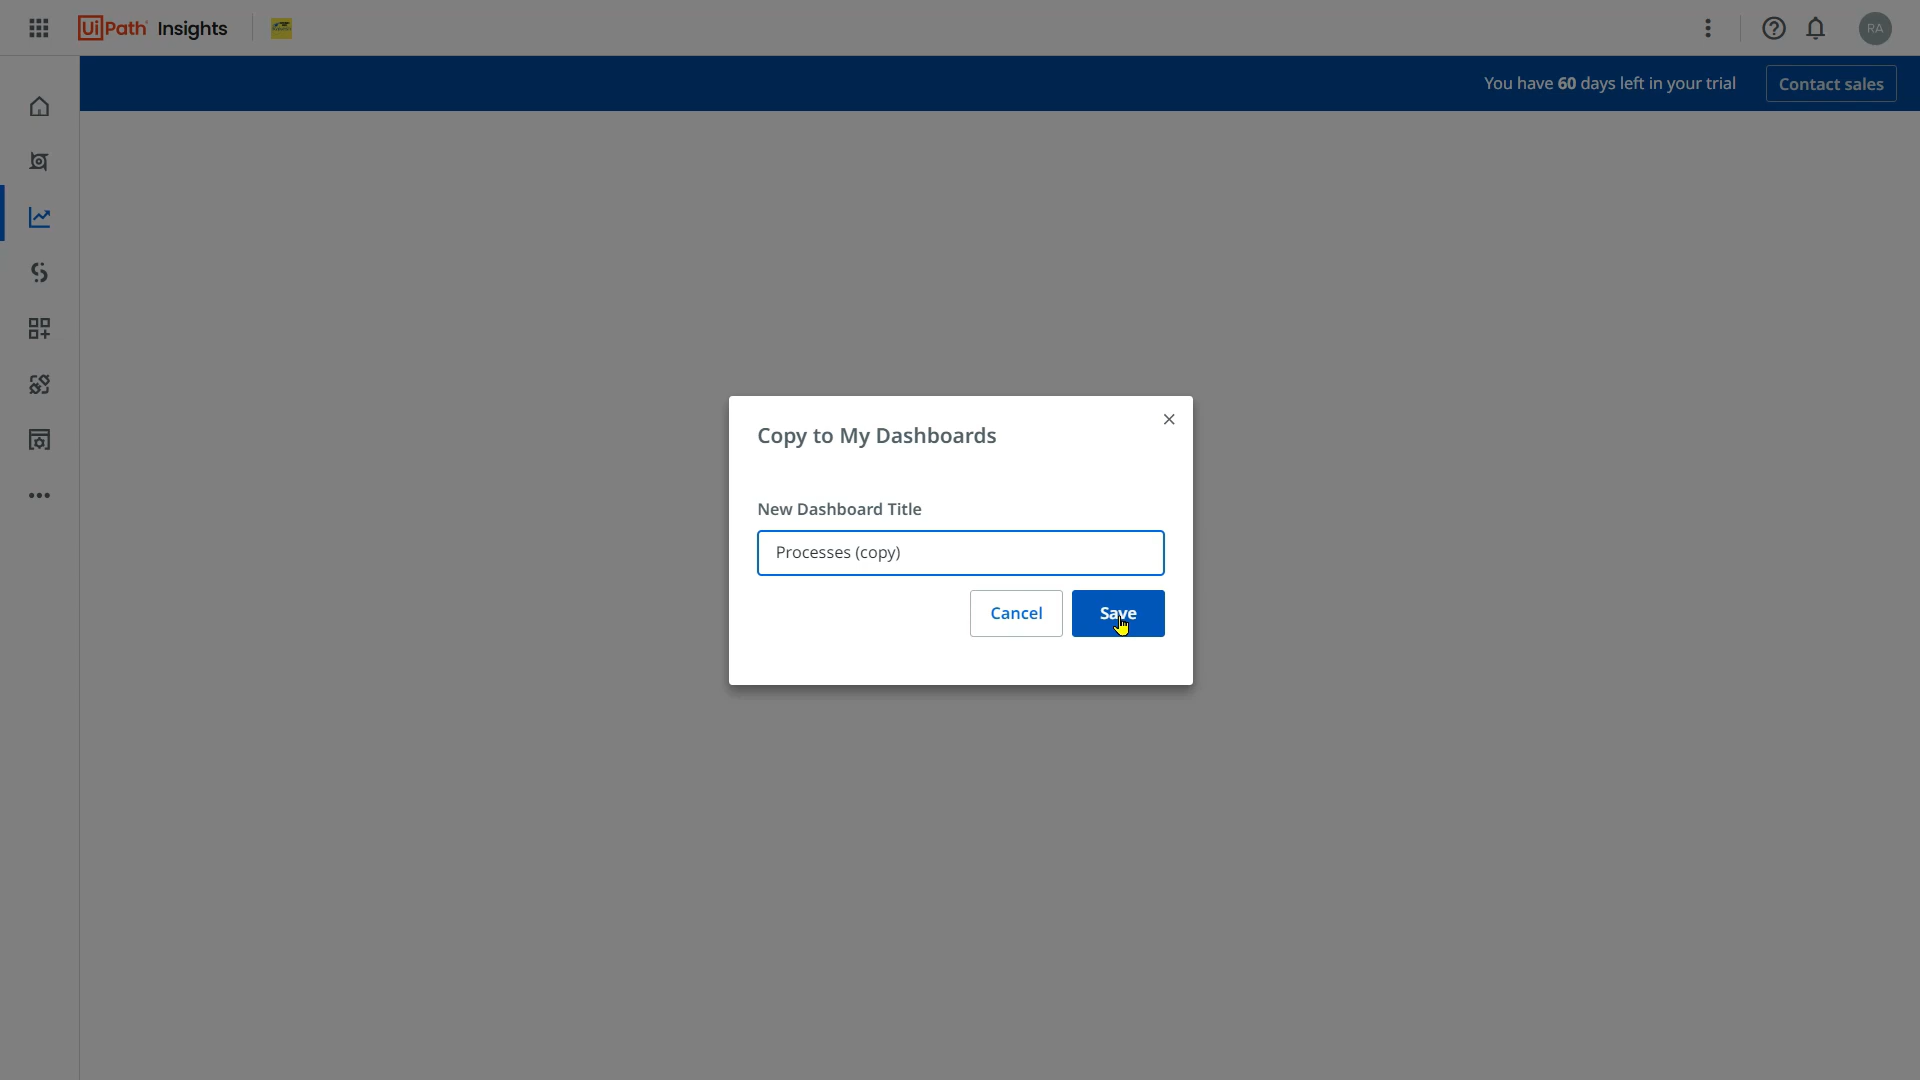 UiPath Insights
RA
You have 60 days left in your trial
Contact sales
Copy to My Dashboards
New Dashboard Title
Processes (copy)
Cancel
Save